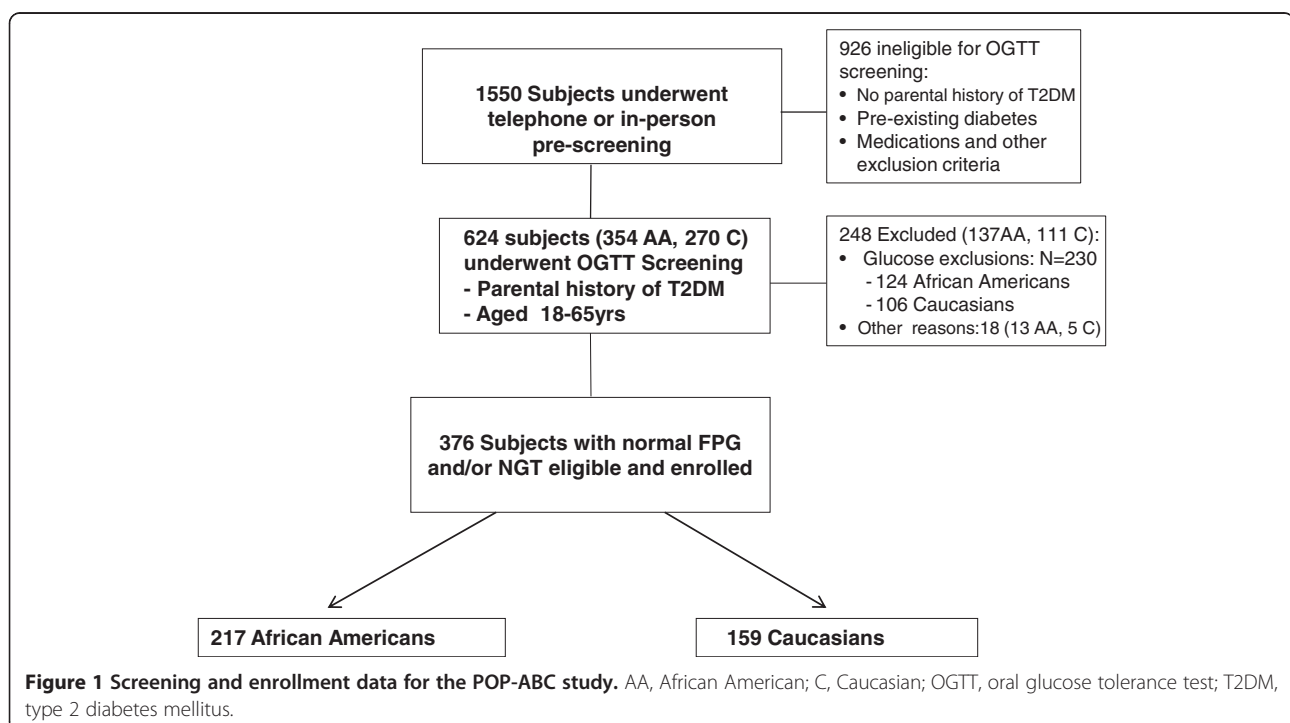 1550 Subjects underwent
telephone or in-person
pre-screening
926 ineligible for OGTT
screening:
• No parental history of T2DM
• Pre-existing diabetes
• Medications and other
exclusion criteria
624 subjects (354 AA, 270 C)
underwent OGTT Screening
- Parental history of T2DM
- Aged 18-65yrs
248 Excluded (137AA, 111 C):
• Glucose exclusions: N=230
- 124 African Americans
- 106 Caucasians
• Other reasons:18 (13 AA, 5 C)
376 Subjects with normal FPG
and/or NGT eligible and enrolled
217 African Americans
159 Caucasians
Figure 1 Screening and enrollment data for the POP-ABC study. AA, African American; C, Caucasian; OGTT, oral glucose tolerance test; T2DM,
type 2 diabetes mellitus.